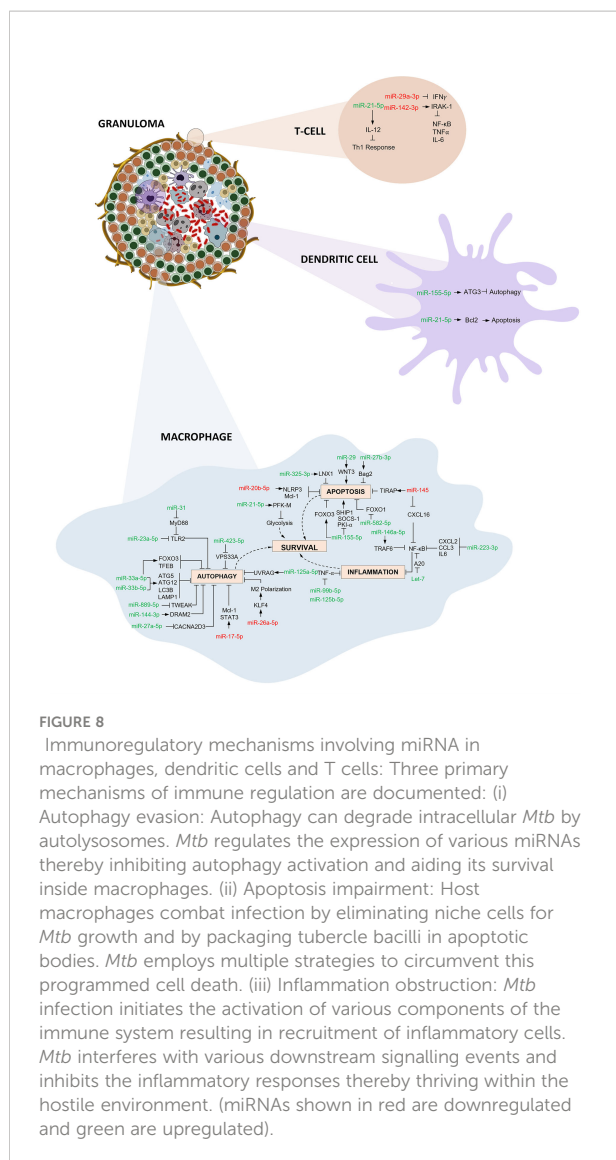 GRANULOMA
T-CELL
miR-29a-3p IFNγ
miR-142-3p IRAK-1
miR-21-5p
NF-κB
TNFα
IL-6
IL-12
Th1 Response
DENDRITIC CELL
miR-155-5p ATG3 Autophagy
miR-21-5p Bcl2 Apoptosis
MACROPHAGE
miR-29 miR-27b-3p
WNT3 Bag2
miR-325-3p LNX1
miR-20b-5p NLRP3
Mcl-1
APOPTOSIS
TIRAP miR-145
miR-21-5p PFK-M
Glycolysis
FOXO3 SHIP1
SOCS-1
PKI-α
FOXO1
miR-582-5p
CXCL16
miR-155-5p
miR-146a-5p
miR-31
MyD88
miR-23a-5p TLR2
miR-423-5p
VPS33A
SURVIVAL
TRAF6 NF-κB
CXCL2
CCL3
IL6
miR-223-3p
A20
Let-7
FOXO3
TFEB
miR-33a-5p
miR-33b-5p
ATG5
ATG12
LC3B
LAMP1
AUTOPHAGY
UVRAG miR-125a-5p
TNF-α
INFLAMMATION
miR-99b-5p
miR-125b-5p
M2 Polarization
KLF4
miR-26a-5p
miR-889-5p TWEAK
miR-144-3p DRAM2
miR-27a-5p CACNA2D3
Mcl-1
STAT3
miR-17-5p
FIGURE 8
Immunoregulatory mechanisms involving miRNA in
macrophages, dendritic cells and T cells: Three primary
mechanisms of immune regulation are documented: (i)
Autophagy evasion: Autophagy can degrade intracellular Mtb by
autolysosomes. Mtb regulates the expression of various miRNAs
thereby inhibiting autophagy activation and aiding its survival
inside macrophages. (ii) Apoptosis impairment: Host
macrophages combat infection by eliminating niche cells for
Mtb growth and by packaging tubercle bacilli in apoptotic
bodies. Mtb employs multiple strategies to circumvent this
programmed cell death. (iii) Inflammation obstruction: Mtb
infection initiates the activation of various components of the
immune system resulting in recruitment of inflammatory cells.
Mtb interferes with various downstream signalling events and
inhibits the inflammatory responses thereby thriving within the
hostile environment. (miRNAs shown in red are downregulated
and green are upregulated).